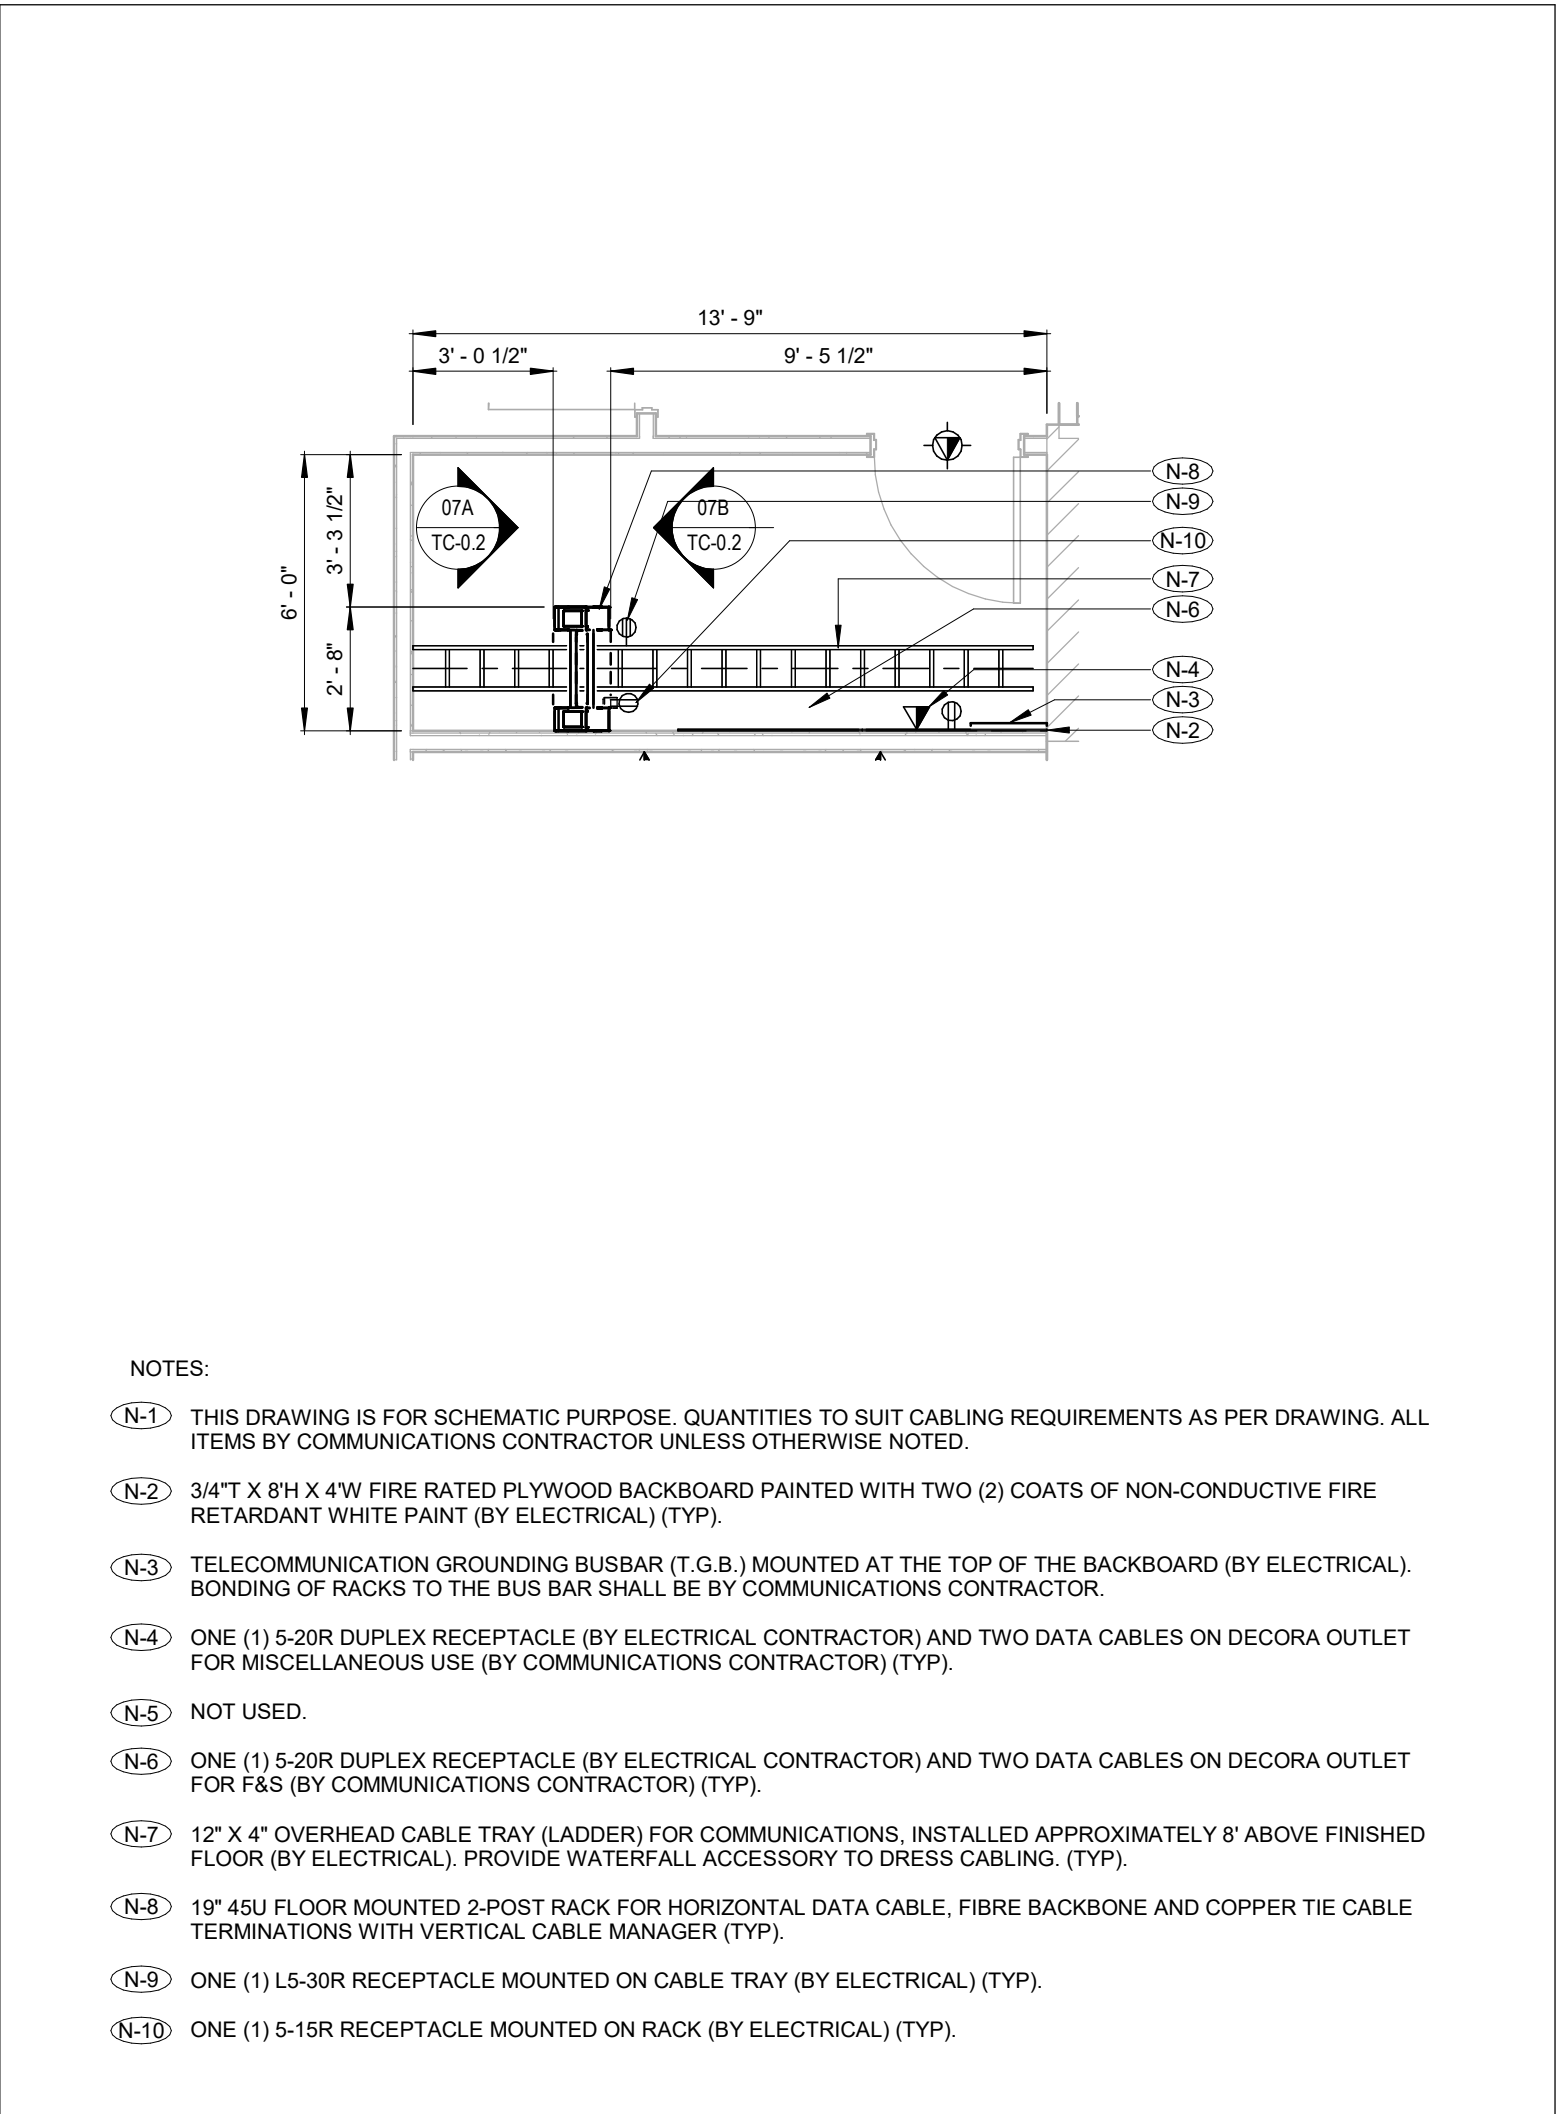 13' - 9"
3' - 0 1/2"
9' - 5 1/2"
N-8
07A
07B
N-9
3' - 3 1/2"
TC-0.2
TC-0.2
N-10
6' - 0"
N-7
N-6
2' - 8"
N-4
N-3
N-2
NOTES:
N-1 THIS DRAWING IS FOR SCHEMATIC PURPOSE. QUANTITIES TO SUIT CABLING REQUIREMENTS AS PER DRAWING. ALL
ITEMS BY COMMUNICATIONS CONTRACTOR UNLESS OTHERWISE NOTED.
N-2 3/4"T X 8'H X 4'W FIRE RATED PLYWOOD BACKBOARD PAINTED WITH TWO (2) COATS OF NON-CONDUCTIVE FIRE
RETARDANT WHITE PAINT (BY ELECTRICAL) (TYP).
N-3 TELECOMMUNICATION GROUNDING BUSBAR (T.G.B.) MOUNTED AT THE TOP OF THE BACKBOARD (BY ELECTRICAL).
BONDING OF RACKS TO THE BUS BAR SHALL BE BY COMMUNICATIONS CONTRACTOR.
N-4 ONE (1) 5-20R DUPLEX RECEPTACLE (BY ELECTRICAL CONTRACTOR) AND TWO DATA CABLES ON DECORA OUTLET
FOR MISCELLANEOUS USE (BY COMMUNICATIONS CONTRACTOR) (TYP).
N-5 NOT USED.
N-6 ONE (1) 5-20R DUPLEX RECEPTACLE (BY ELECTRICAL CONTRACTOR) AND TWO DATA CABLES ON DECORA OUTLET
FOR F&S (BY COMMUNICATIONS CONTRACTOR) (TYP).
N-7 12" X 4" OVERHEAD CABLE TRAY (LADDER) FOR COMMUNICATIONS, INSTALLED APPROXIMATELY 8' ABOVE FINISHED
FLOOR (BY ELECTRICAL). PROVIDE WATERFALL ACCESSORY TO DRESS CABLING. (TYP).
N-8 19" 45U FLOOR MOUNTED 2-POST RACK FOR HORIZONTAL DATA CABLE, FIBRE BACKBONE AND COPPER TIE CABLE
TERMINATIONS WITH VERTICAL CABLE MANAGER (TYP).
N-9 ONE (1) L5-30R RECEPTACLE MOUNTED ON CABLE TRAY (BY ELECTRICAL) (TYP).
N-10 ONE (1) 5-15R RECEPTACLE MOUNTED ON RACK (BY ELECTRICAL) (TYP).